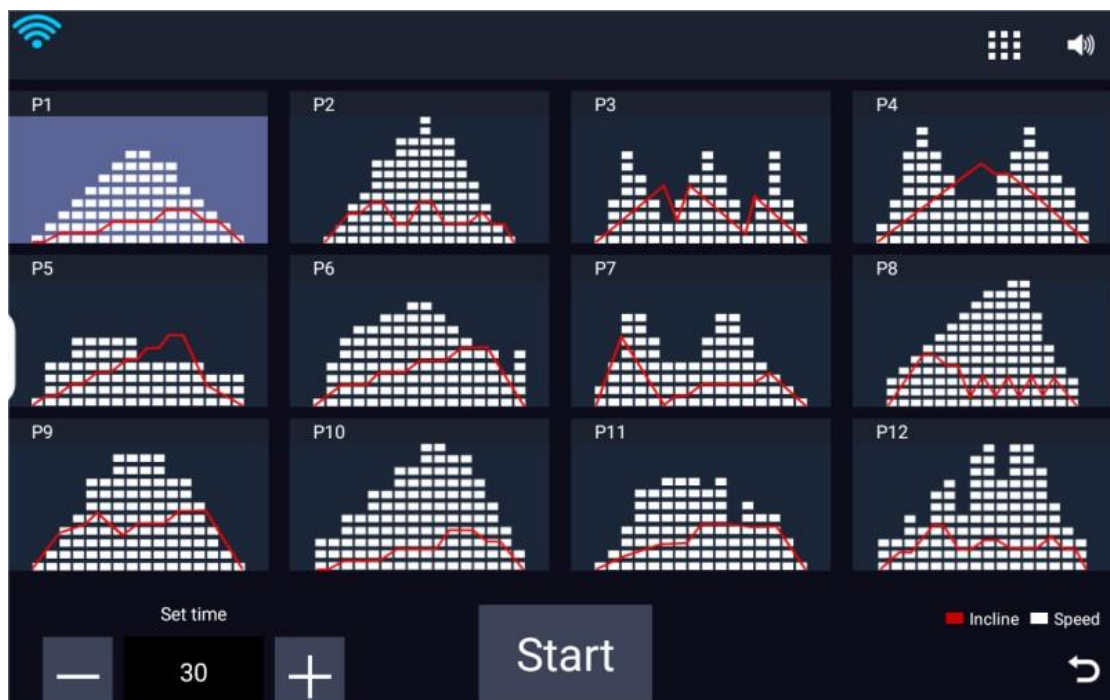 P1
P2
P3
P4
P5
P6
P7
P8
P9
P10
P11
P12
Set time
30
Start
Incline
Speed